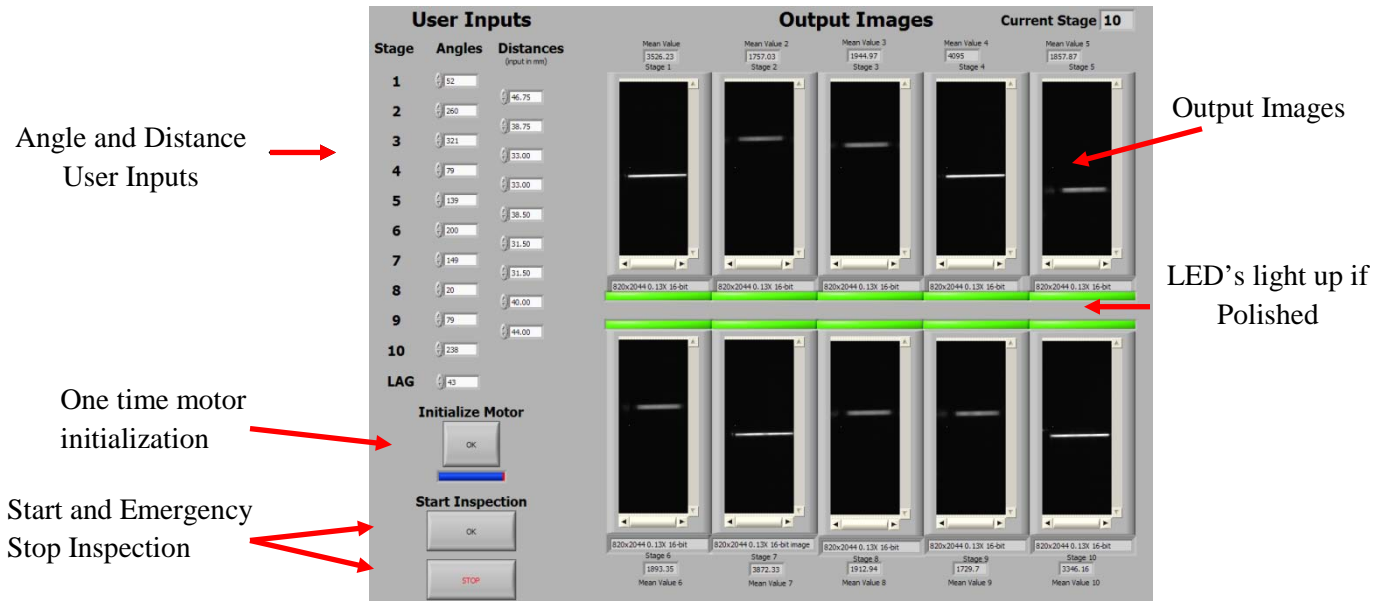 User Inputs
Output Images
Current Stage 10
Stage Angles Distances
(input in mm)
1 52
46.75
2 260
38.75
3 321
33.00
4 79
33.00
5 139
38.50
6 200
31.50
7 149
31.50
8 20
40.00
9 79
44.00
10 238
LAG 43
Initialize Motor
OK
Start Inspection
OK
STOP
Mean Value
3526.23
Stage 1
Mean Value 2
1757.03
Stage 2
Mean Value 3
1944.97
Stage 3
Mean Value 4
4095
Stage 4
Mean Value 5
1857.87
Stage 5
820x2044 0.13X 16-bit
820x2044 0.13X 16-bit
820x2044 0.13X 16-bit
820x2044 0.13X 16-bit
820x2044 0.13X 16-bit
820x2044 0.13X 16-bit
820x2044 0.13X 16-bit image
820x2044 0.13X 16-bit
820x2044 0.13X 16-bit
820x2044 0.13X 16-bit
Stage 6
1893.35
Mean Value 6
Stage 7
3872.33
Mean Value 7
Stage 8
1912.94
Mean Value 8
Stage 9
1729.7
Mean Value 9
Stage 10
3346.16
Mean Value 10
Angle and Distance
User Inputs
One time motor
initialization
Start and Emergency
Stop Inspection
Output Images
LED's light up if
Polished